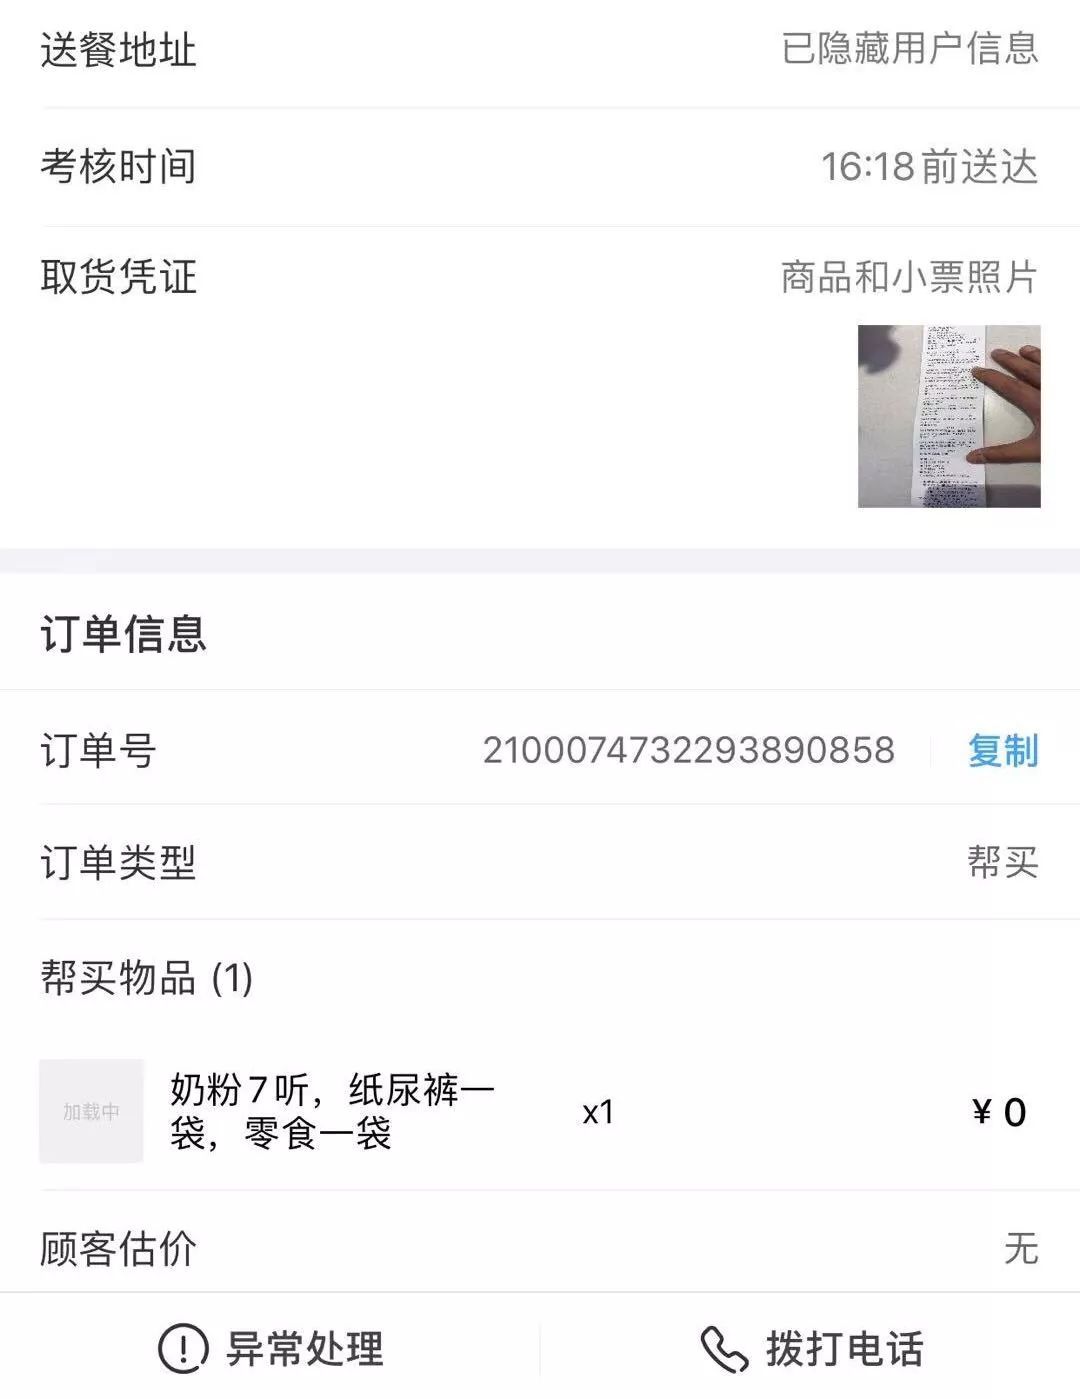 送餐地址 已隐藏用户信息
考核时间 16:18前送达
取货凭证 商品和小票照片
订单信息
订单号 2100074732293890858 复制
订单类型 帮买
帮买物品 (1)
加载中 奶粉7听，纸尿裤一 x1 ¥0
袋，零食一袋
顾客估价 无
异常处理 拨打电话